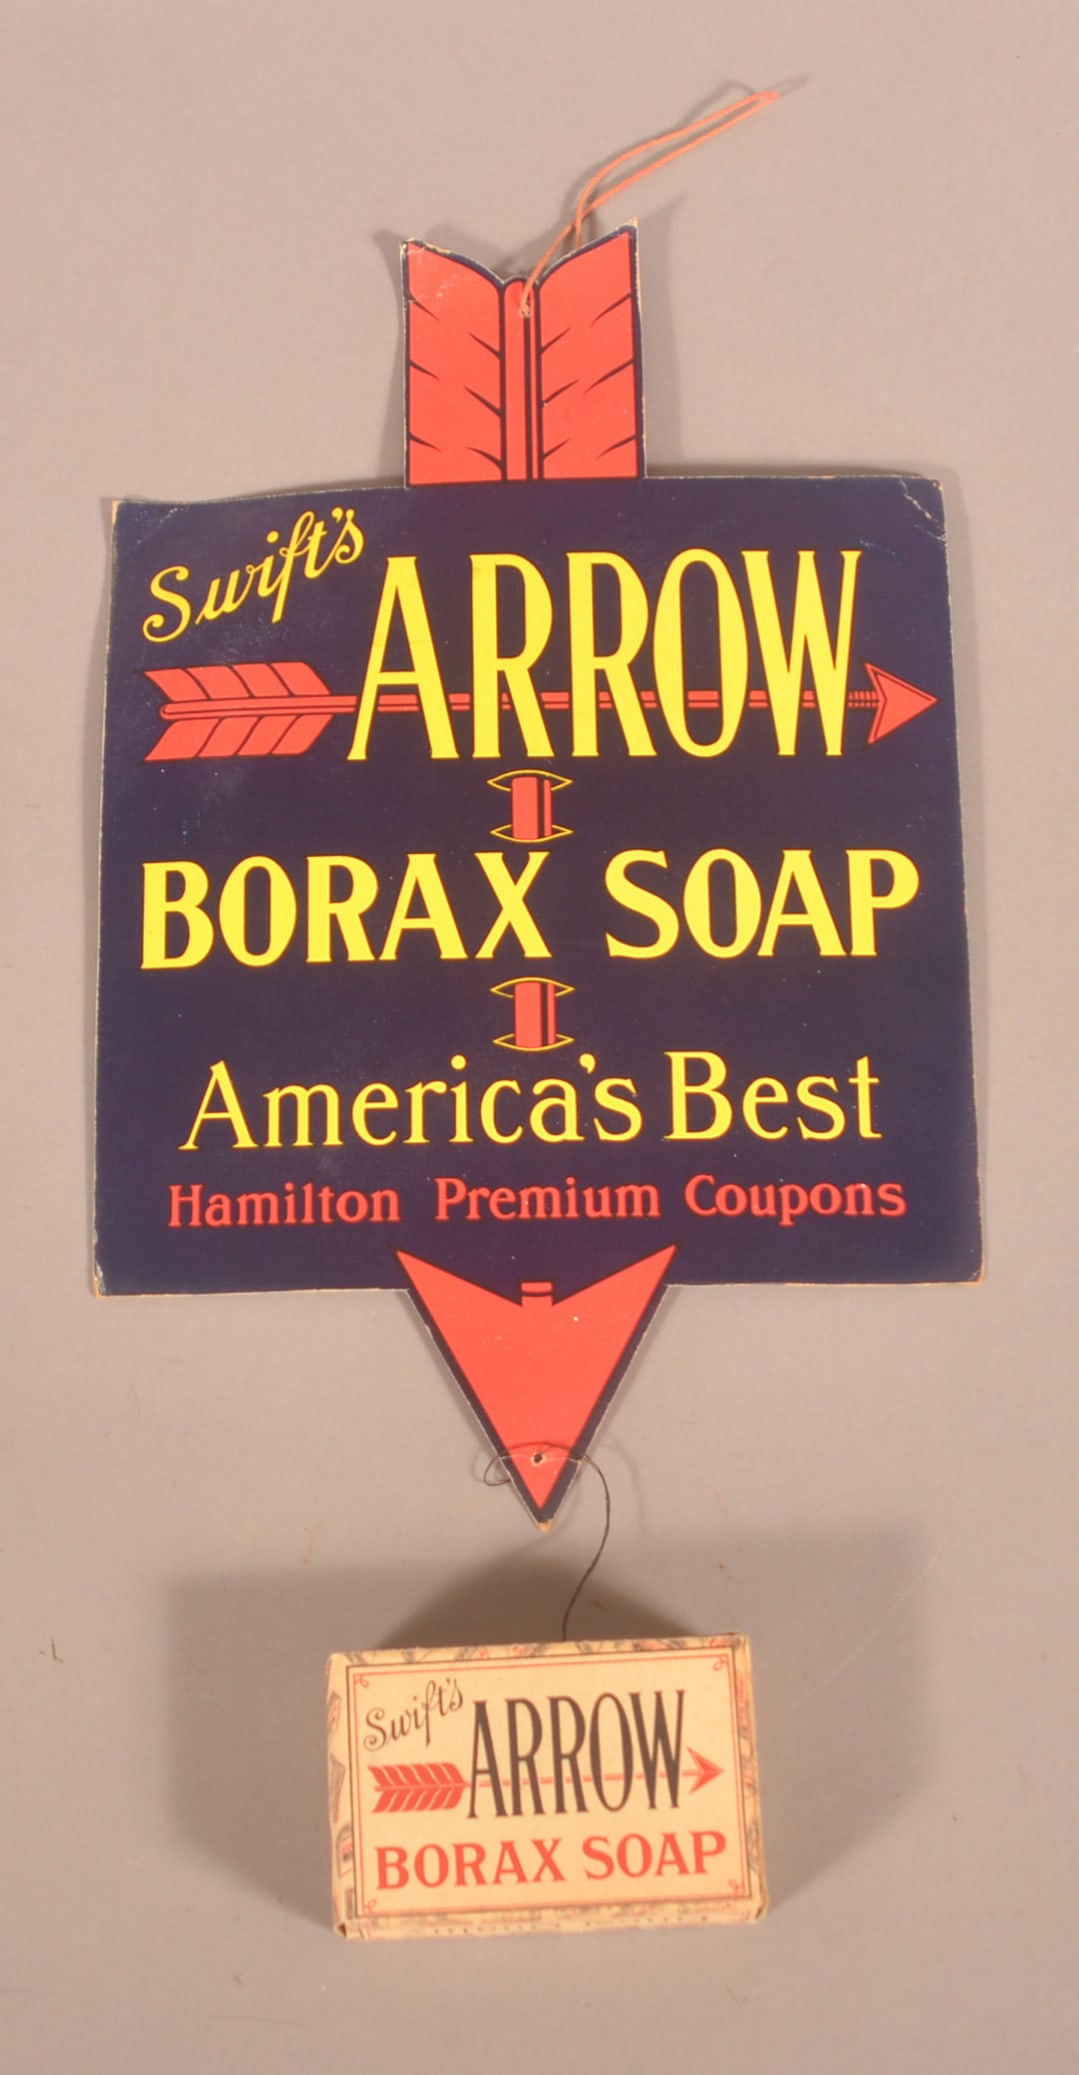 Swift's
ARROW
BORAX SOAP
America's Best
Hamilton Premium Coupons
Swift's
ARROW
BORAX SOAP